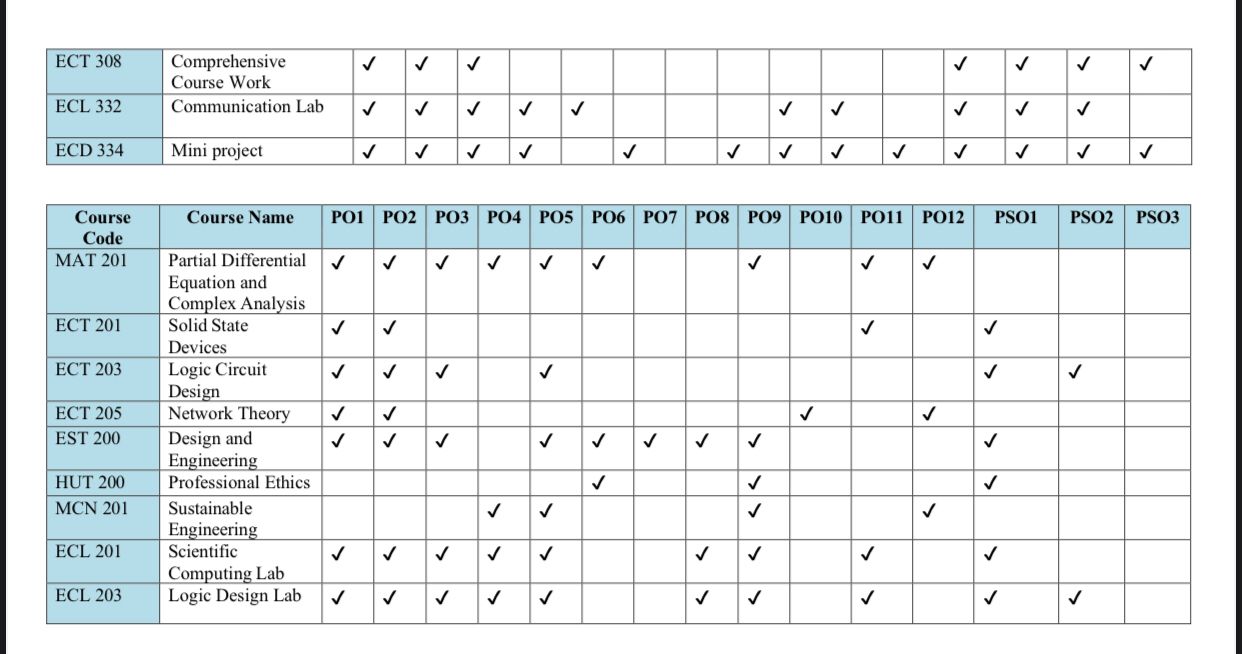 ECT 308 Comprehensive Course Work ✓ ✓ ✓ ✓ ✓ ✓ ✓
ECL 332 Communication Lab ✓ ✓ ✓ ✓ ✓ ✓ ✓ ✓ ✓ ✓
ECD 334 Mini project ✓ ✓ ✓ ✓ ✓ ✓ ✓ ✓ ✓ ✓ ✓ ✓ ✓
Course Code Course Name PO1 PO2 PO3 PO4 PO5 PO6 PO7 PO8 PO9 PO10 PO11 PO12 PSO1 PSO2 PSO3
MAT 201 Partial Differential Equation and Complex Analysis ✓ ✓ ✓ ✓ ✓ ✓ ✓ ✓ ✓
ECT 201 Solid State Devices ✓ ✓ ✓ ✓
ECT 203 Logic Circuit Design ✓ ✓ ✓ ✓ ✓ ✓
ECT 205 Network Theory ✓ ✓ ✓ ✓
EST 200 Design and Engineering ✓ ✓ ✓ ✓ ✓ ✓ ✓ ✓ ✓
HUT 200 Professional Ethics ✓ ✓ ✓
MCN 201 Sustainable Engineering ✓ ✓ ✓ ✓
ECL 201 Scientific Computing Lab ✓ ✓ ✓ ✓ ✓ ✓ ✓ ✓ ✓
ECL 203 Logic Design Lab ✓ ✓ ✓ ✓ ✓ ✓ ✓ ✓ ✓ ✓